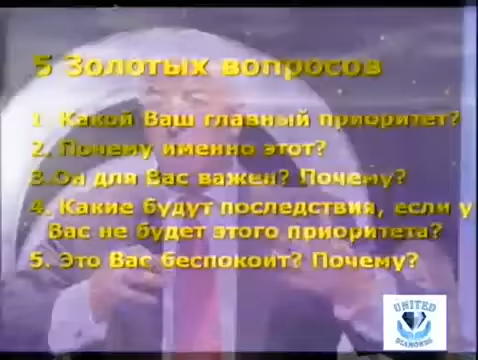 5 Золотых вопросов
1. Какой Ваш главный приоритет?
2. Почему именно этот?
3.Он для Вас важен? Почему?
4. Какие будут последствия, если у
Вас не будет этого приоритета?
5. Это Вас беспокоит? Почему?
UNITED
DIAMONDS